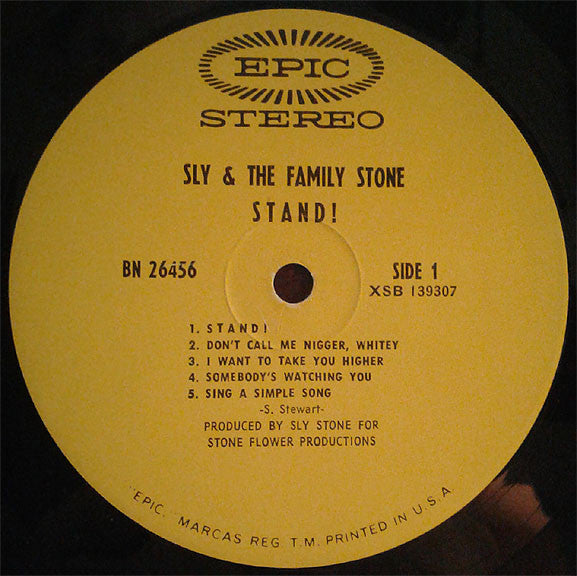 EPIC
STEREO
SLY & THE FAMILY STONE
STAND!
BN 26456
SIDE 1
XSB 139307
1. STAND!
2. DON'T CALL ME NIGGER, WHITEY
3. I WANT TO TAKE YOU HIGHER
4. SOMEBODY'S WATCHING YOU
5. SING A SIMPLE SONG
-S. Stewart-
PRODUCED BY SLY STONE FOR
STONE FLOWER PRODUCTIONS
"EPIC," MARCAS REG. T.M. PRINTED IN U.S.A